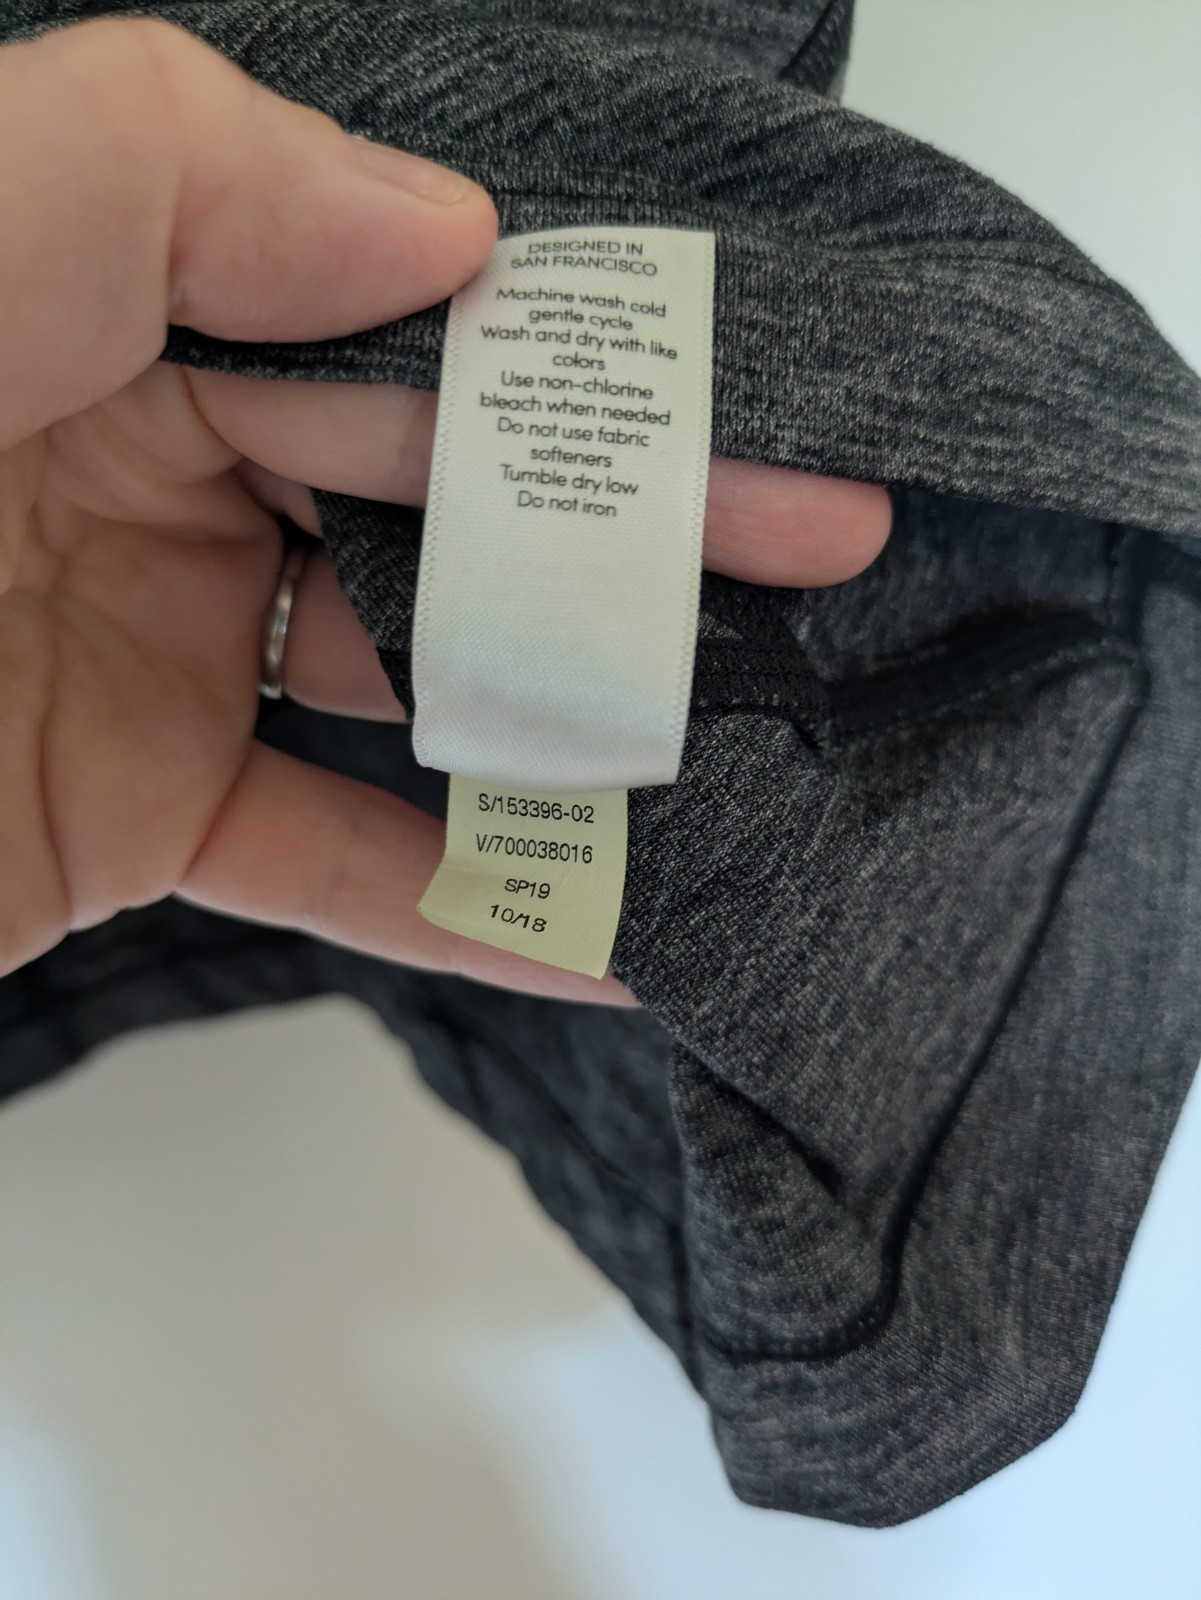 DESIGNED IN
SAN FRANCISCO
Machine wash cold
gentle cycle
Wash and dry with like
colors
Use non-chlorine
bleach when needed
Do not use fabric
softeners
Tumble dry low
Do not iron
S/153396-02
V/700038016
SP19
10/18